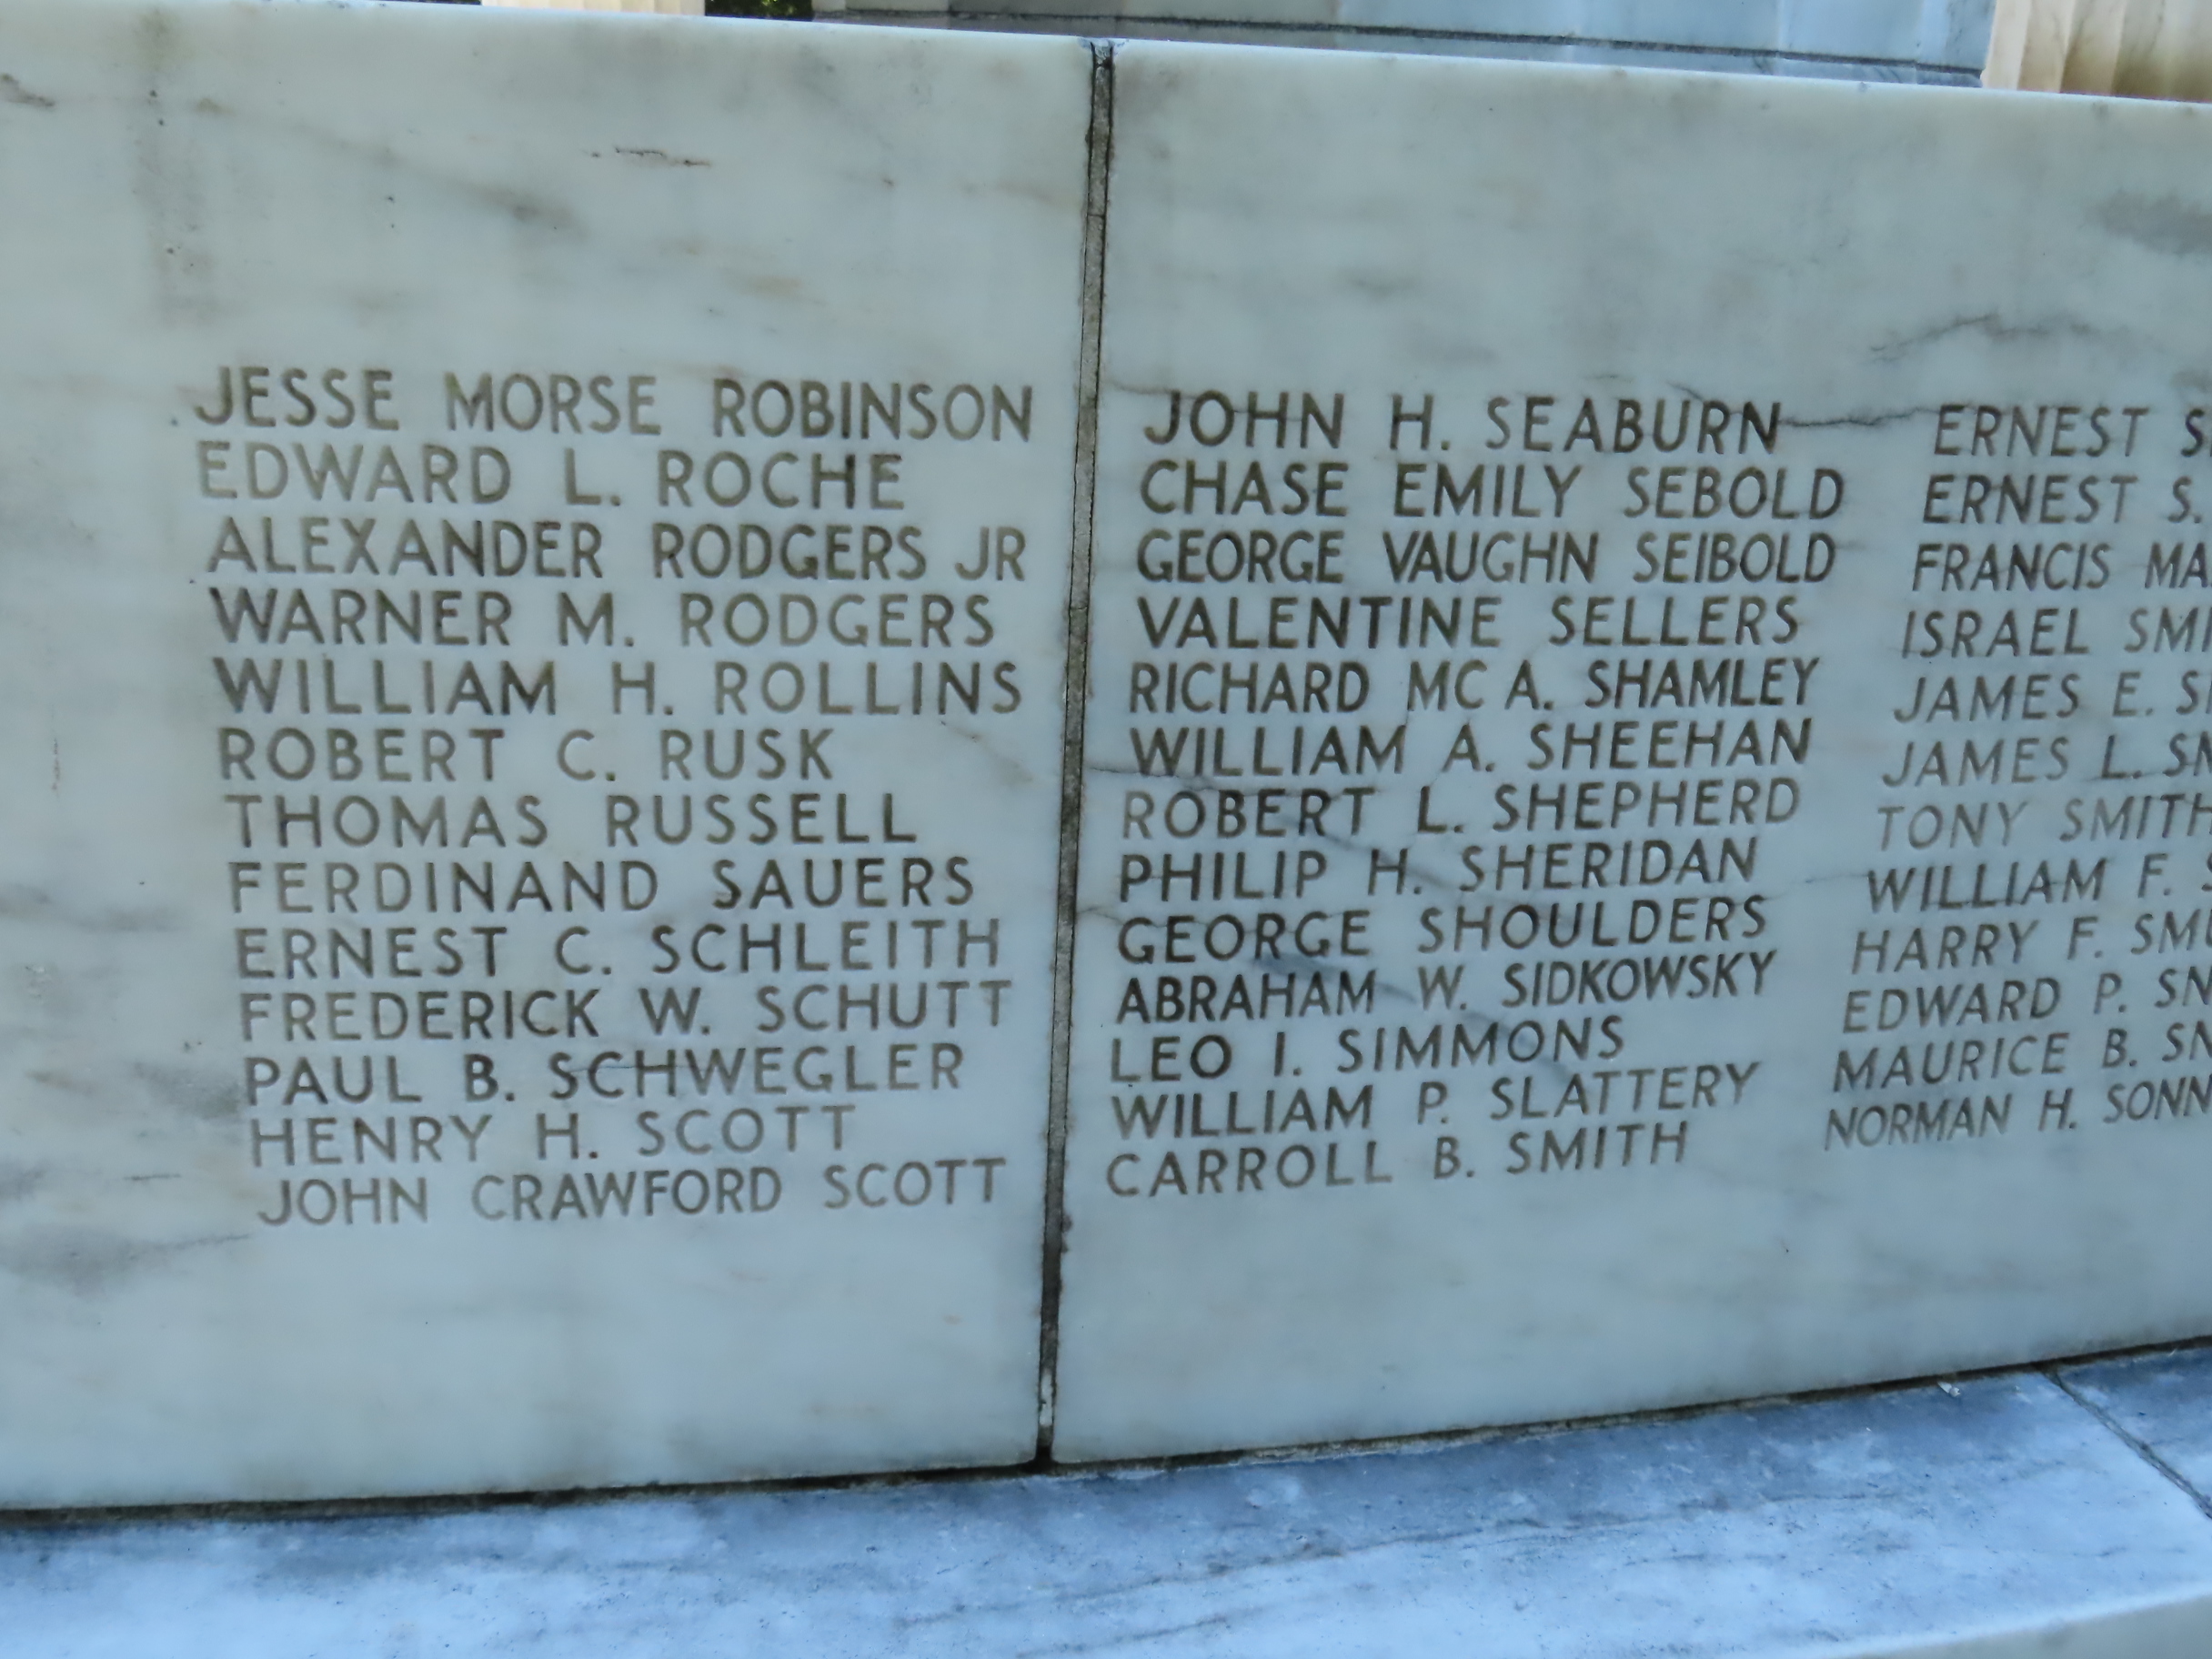 JESSE MORSE ROBINSON
EDWARD L. ROCHE
ALEXANDER RODGERS JR
WARNER M. RODGERS
WILLIAM H. ROLLINS
ROBERT C. RUSK
THOMAS RUSSELL
FERDINAND SAUERS
ERNEST C. SCHLEITH
FREDERICK W. SCHUTT
PAUL B. SCHWEGLER
HENRY H. SCOTT
JOHN CRAWFORD SCOTT
JOHN H. SEABURN
CHASE EMILY SEBOLD
GEORGE VAUGHN SEIBOLD
VALENTINE SELLERS
RICHARD MC A. SHAMLEY
WILLIAM A. SHEEHAN
ROBERT L. SHEPHERD
PHILIP H. SHERIDAN
GEORGE SHOULDERS
ABRAHAM W. SIDKOWSKY
LEO I. SIMMONS
WILLIAM P. SLATTERY
CARROLL B. SMITH
ERNEST
ERNEST S.
FRANCIS
ISRAEL
JAMES E.
JAMES L.
TONY SMITH
WILLIAM F.
HARRY F.
EDWARD P.
MAURICE B.
NORMAN H.